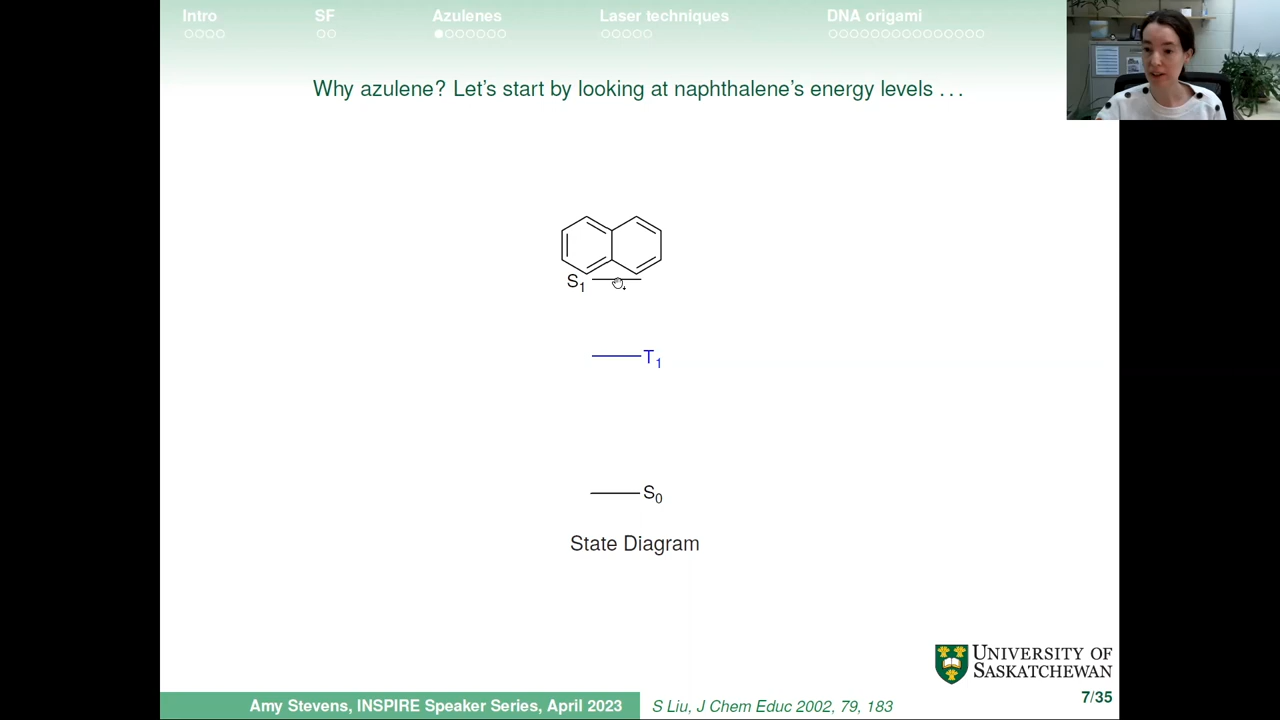 Intro SF Azulenes Laser techniques DNA origami
Why azulene? Let's start by looking at naphthalene's energy levels ...
S1
T1
S0
State Diagram
UNIVERSITY OF
SASKATCHEWAN
7/35
Amy Stevens, INSPIRE Speaker Series, April 2023 S Liu, J Chem Educ 2002, 79, 183